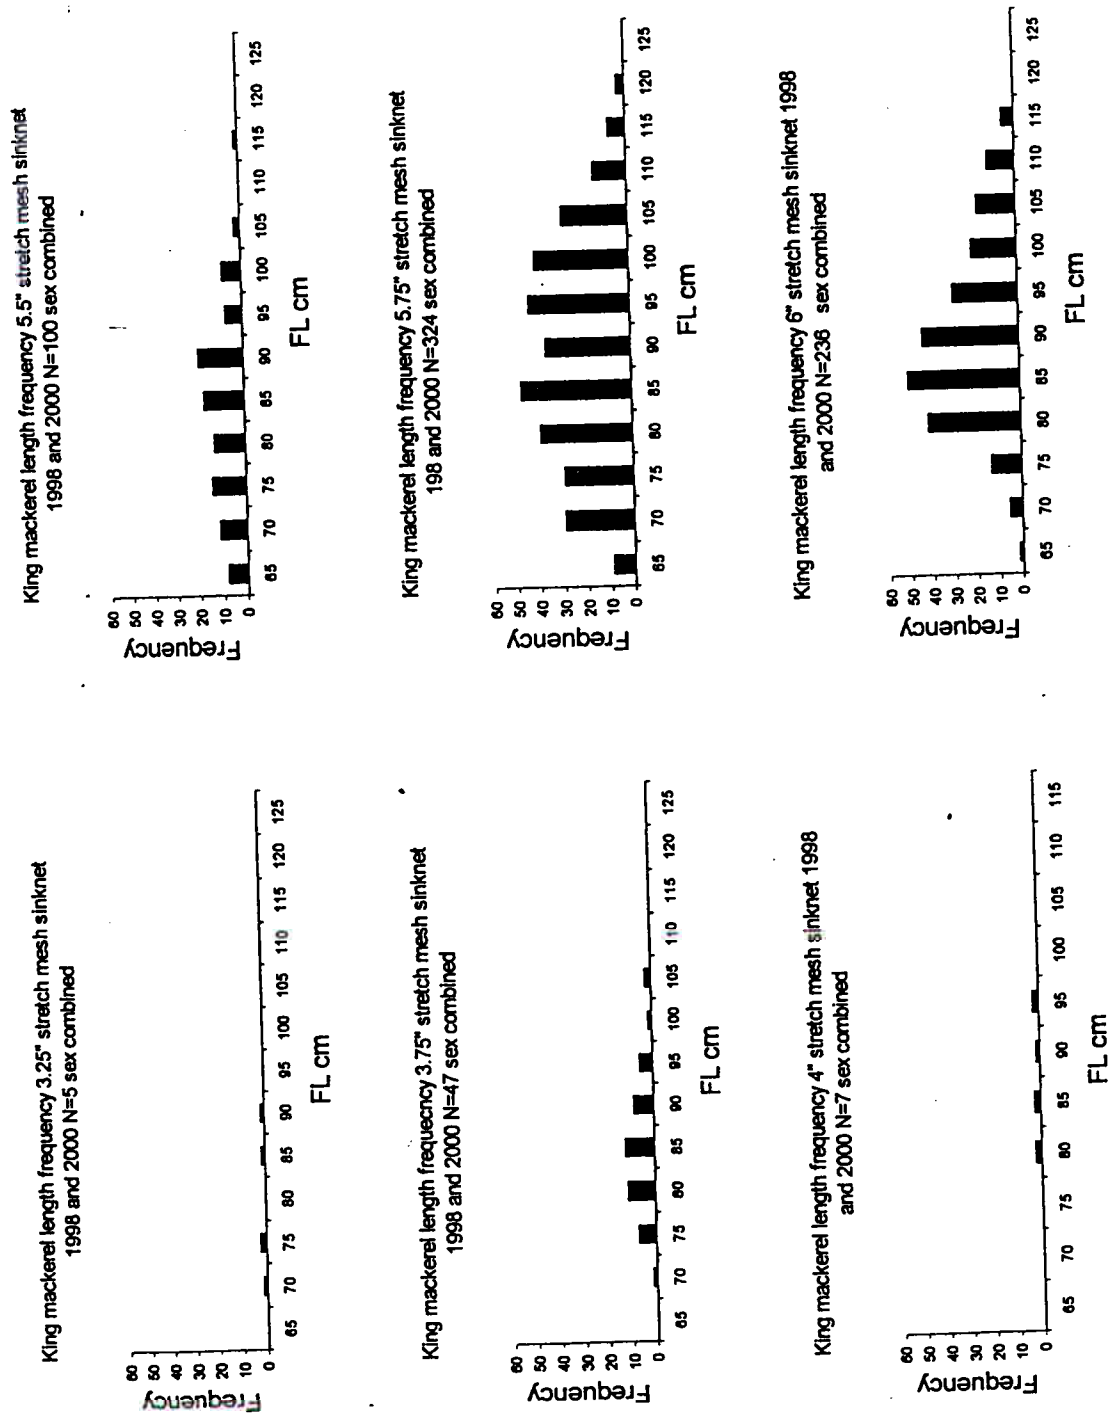 King mackerel length frequency 3.25" stretch mesh sinknet
1998 and 2000 N=5 sex combined
Frequency
60
50
40
30
20
10
0
65 70 75 80 85 90 95 100 105 110 115 120 125
FL cm
King mackerel length frequency 5.5" stretch mesh sinknet
1998 and 2000 N=100 sex combined
Frequency
60
50
40
30
20
10
0
65 70 75 80 85 90 95 100 105 110 115 120 125
FL cm
King mackerel length frequecncy 3.75" stretch mesh sinknet
1998 and 2000 N=47 sex combined
Frequency
60
50
40
30
20
10
0
65 70 75 80 85 90 95 100 105 110 115 120 125
FL cm
King mackerel length frequency 5.75" stretch mesh sinknet
198 and 2000 N=324 sex combined
Frequency
60
50
40
30
20
10
0
65 70 75 80 85 90 95 100 105 110 115 120 125
FL cm
King mackerel length frequency 4" stretch mesh sinknet 1998
and 2000 N=7 sex combined
Frequency
60
50
40
30
20
10
0
65 70 75 80 85 90 95 100 105 110 115
FL cm
King mackerel length frequency 6" stretch mesh sinknet 1998
and 2000 N=236 sex combined
Frequency
60
50
40
30
20
10
0
65 70 75 80 85 90 95 100 105 110 115 120 125
FL cm